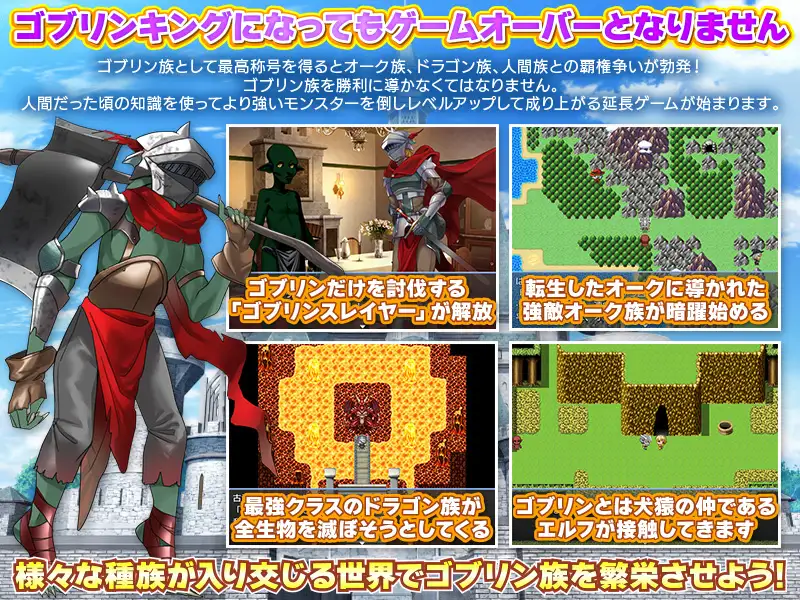 ゴブリンキングになってもゲームオーバーとなりません
ゴブリン族として最高称号を得るとオーク族、ドラゴン族、人間族との覇権争いが勃発！
ゴブリン族を勝利に導かなくてはなりません。
人間だった頃の知識を使ってより強いモンスターを倒しレベルアップして成り上がる延長ゲームが始まります。
ゴブリンだけを討伐する
「ゴブリンスレイヤー」が解放
転生したオークに導かれた
強敵オーク族が暗躍始める
最強クラスのドラゴン族が
全生物を滅ぼそうとしてくる
ゴブリンとは犬猿の仲である
エルフが接触してきます
様々な種族が入り交じる世界でゴブリン族を繁栄させよう!